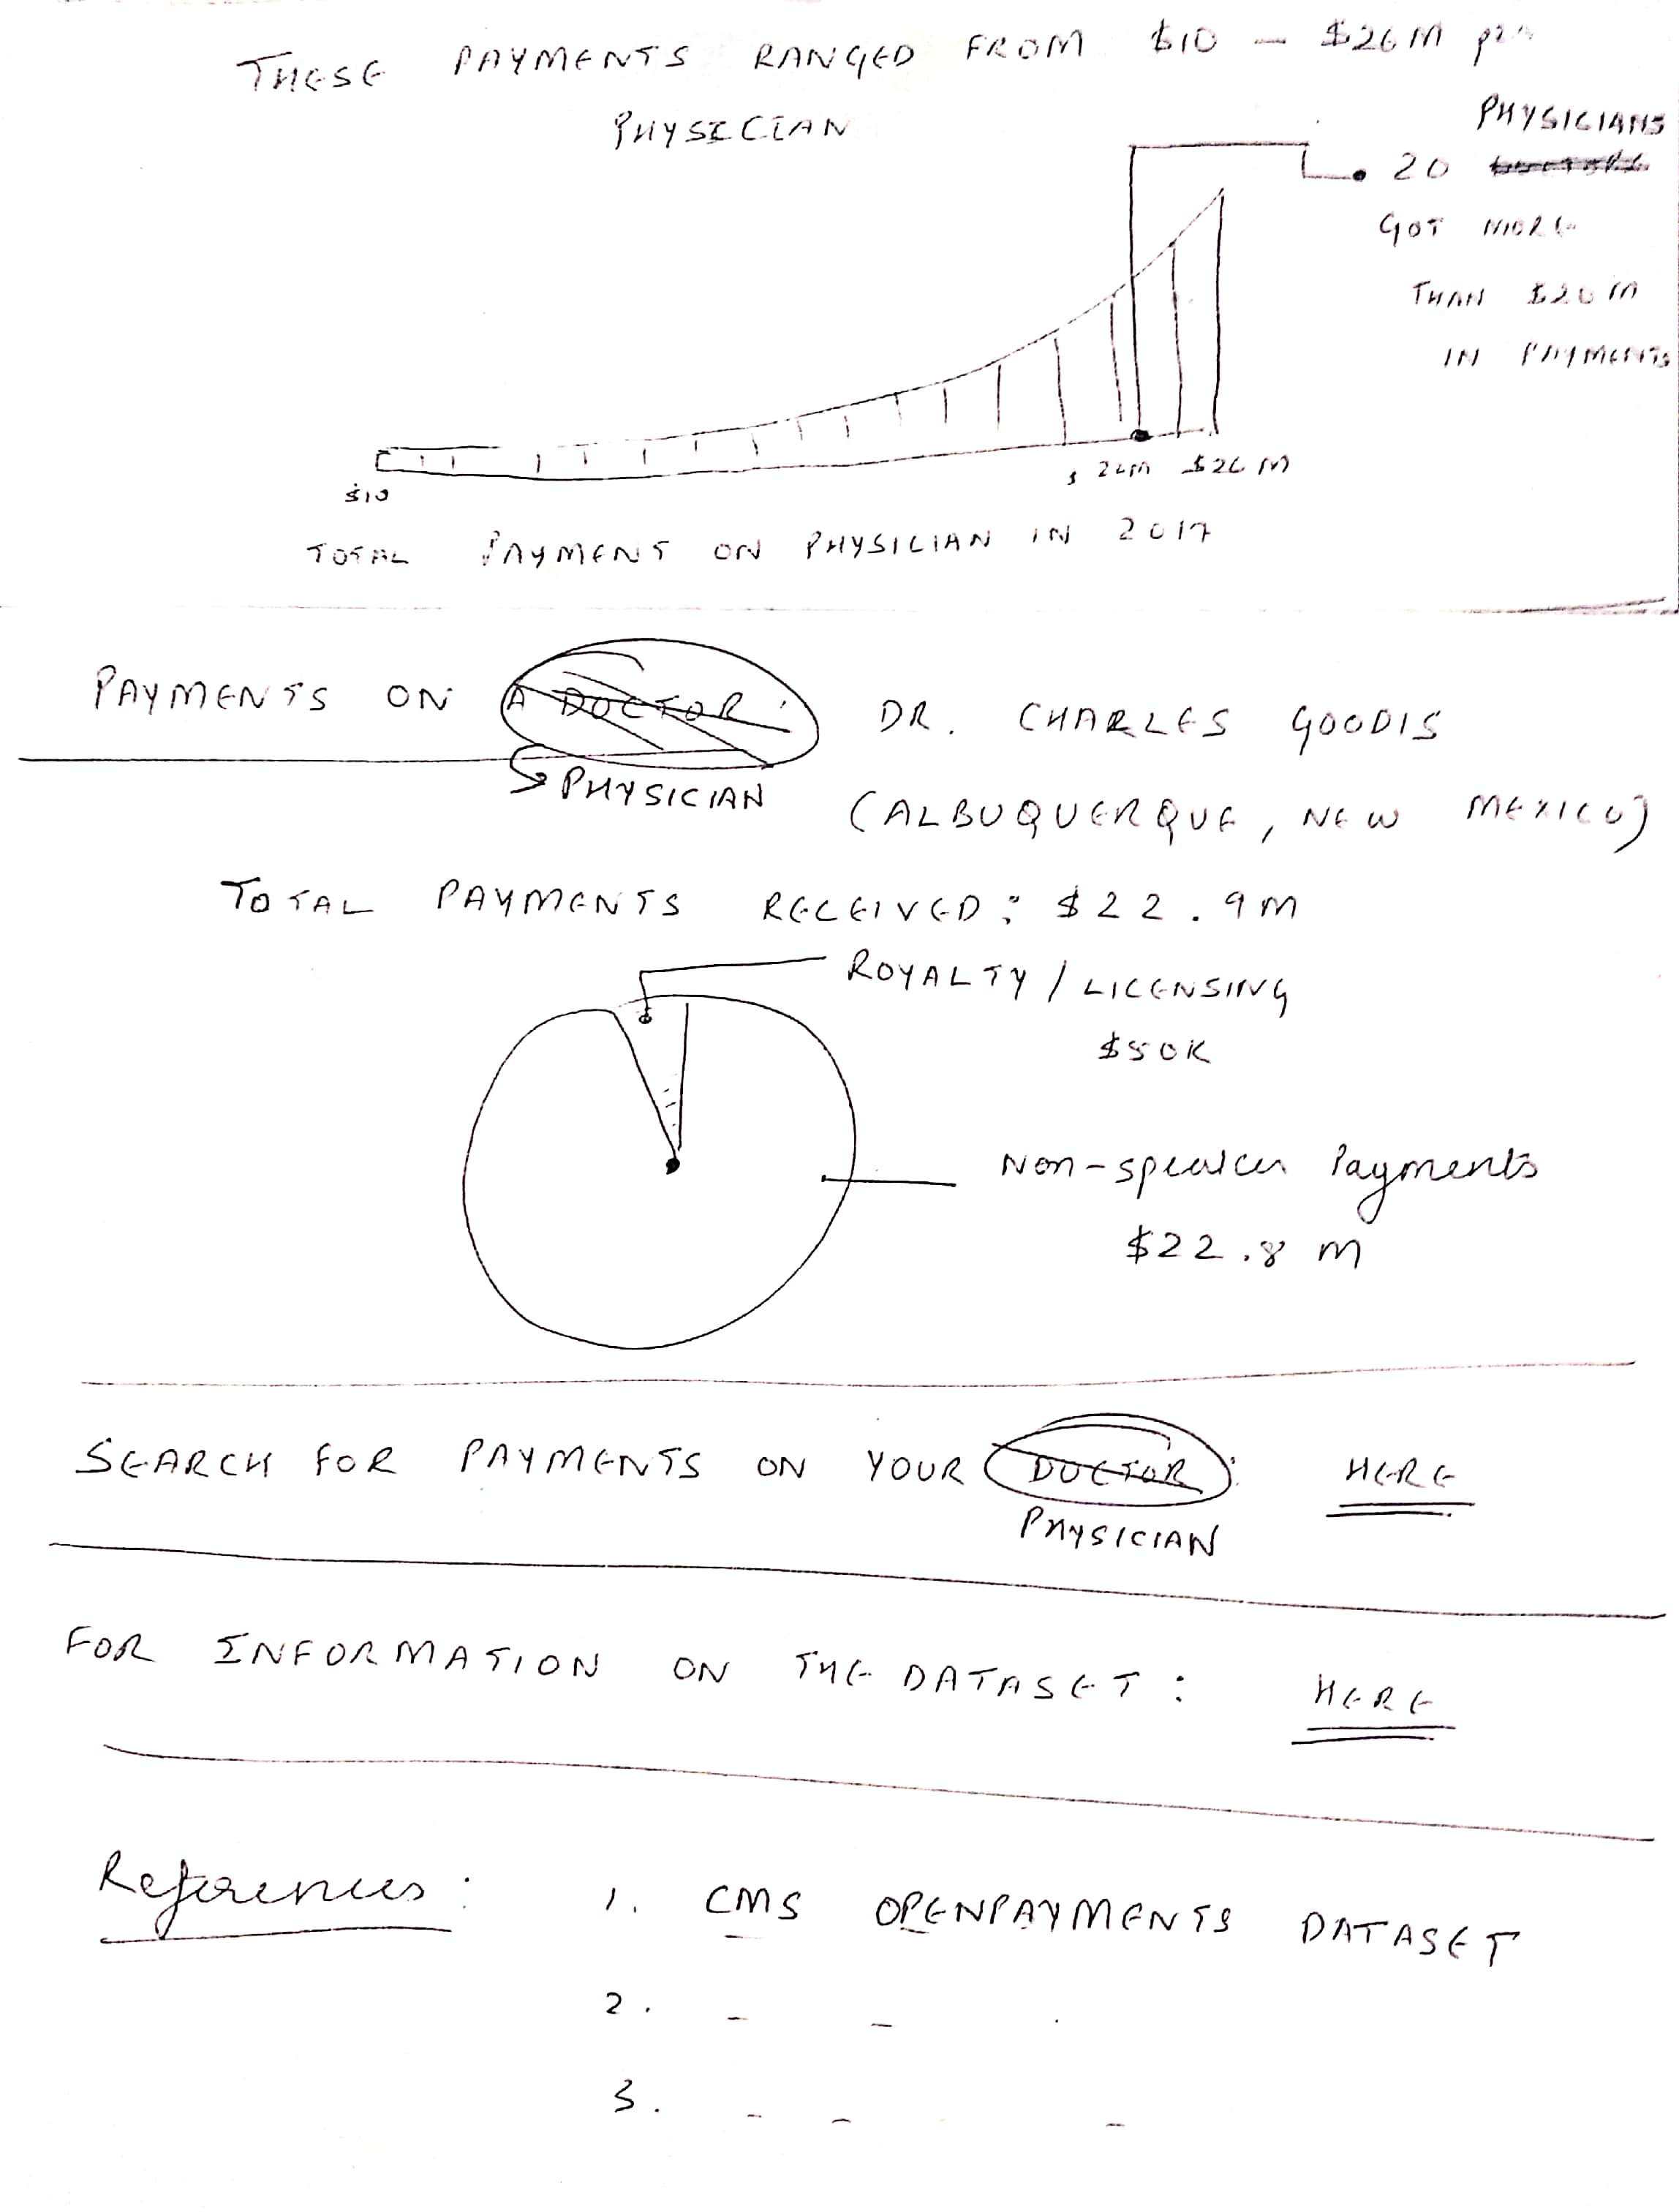 THESE PAYMENTS RANGED FROM $10 – $26M per
PHYSICIAN
PHYSICIANS
20
GOT MORE
THAN $20M
IN PAYMENTS
$10
$26M
TOTAL PAYMENT ON PHYSICIAN IN 2017
PAYMENTS ON A DOCTOR:
PHYSICIAN
DR. CHARLES GOODIS
(ALBUQUERQUE, NEW MEXICO)
TOTAL PAYMENTS RECEIVED: $22.9M
ROYALTY / LICENSING
$50K
Non-speaker Payments
$22.8 M
SEARCH FOR PAYMENTS ON YOUR DOCTOR: HERE
PHYSICIAN
FOR INFORMATION ON THE DATASET: HERE
References:
1. CMS OPENPAYMENTS DATASET
2. - -
3. - - -